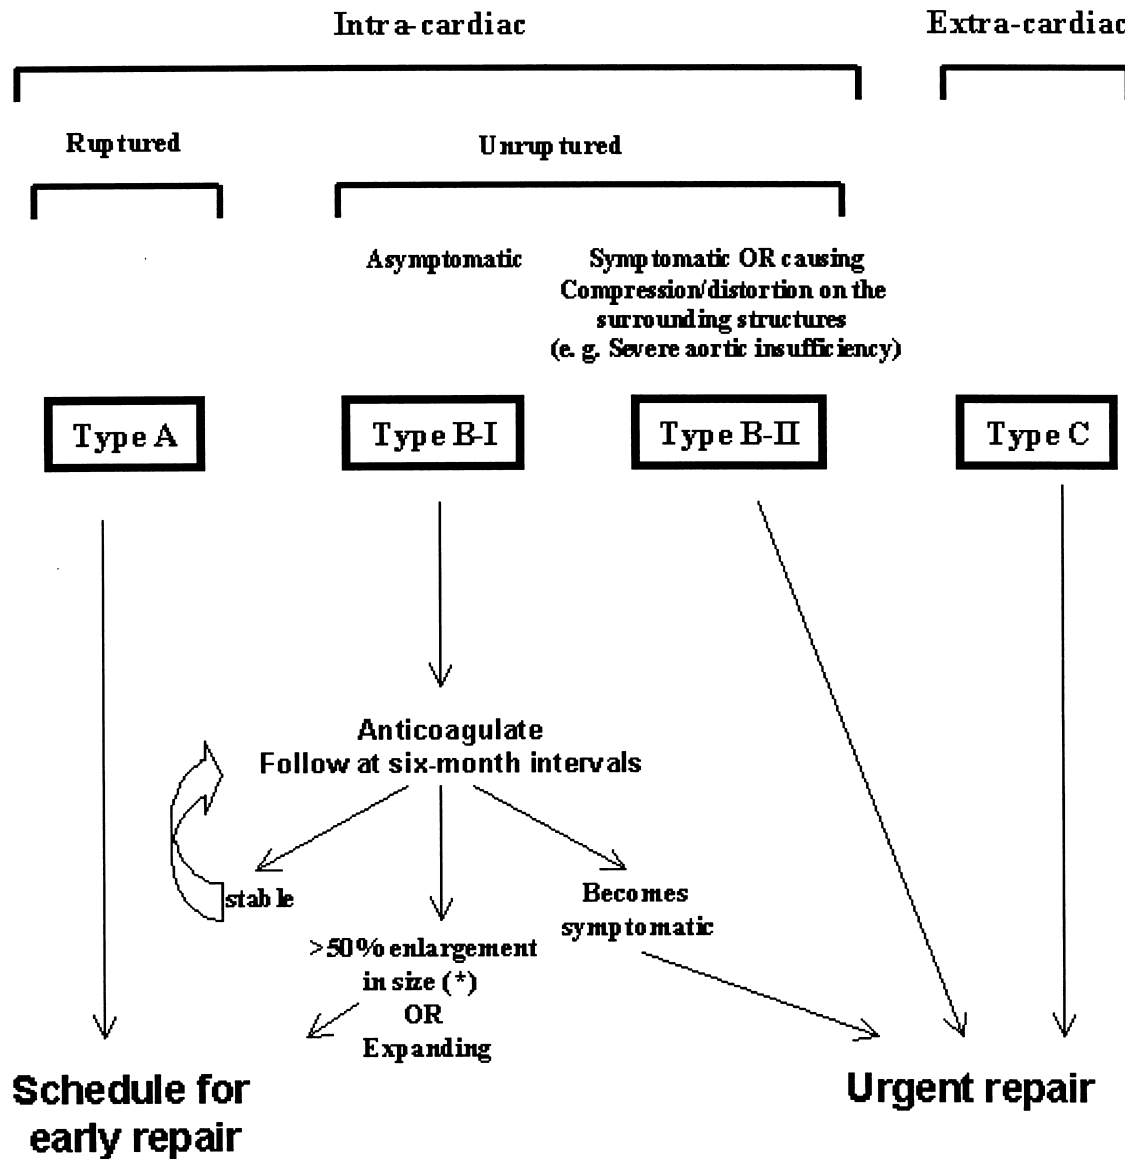 Intra-cardiac
Extra-cardiac
Ruptured
Unruptured
Asymptomatic
Symptomatic OR causing
Compression/distortion on the
surrounding structures
(e. g. Severe aortic insufficiency)
Type A
Type B-I
Type B-II
Type C
Anticoagulate
Follow at six-month intervals
stable
Becomes
symptomatic
>50% enlargement
in size (*)
OR
Expanding
Schedule for
early repair
Urgent repair